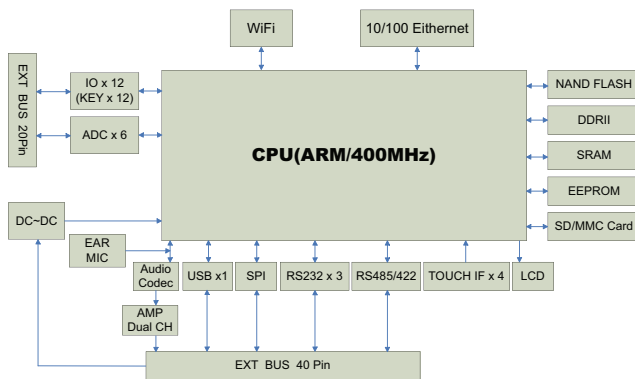 WiFi
10/100 Eithernet
EXT BUS 20Pin
IO x 12
(KEY x 12)
ADC x 6
CPU(ARM/400MHz)
NAND FLASH
DDRII
SRAM
EEPROM
SD/MMC Card
DC~DC
EAR
MIC
Audio
Codec
USB x1
SPI
RS232 x 3
RS485/422
TOUCH IF x 4
LCD
AMP
Dual CH
EXT BUS 40 Pin